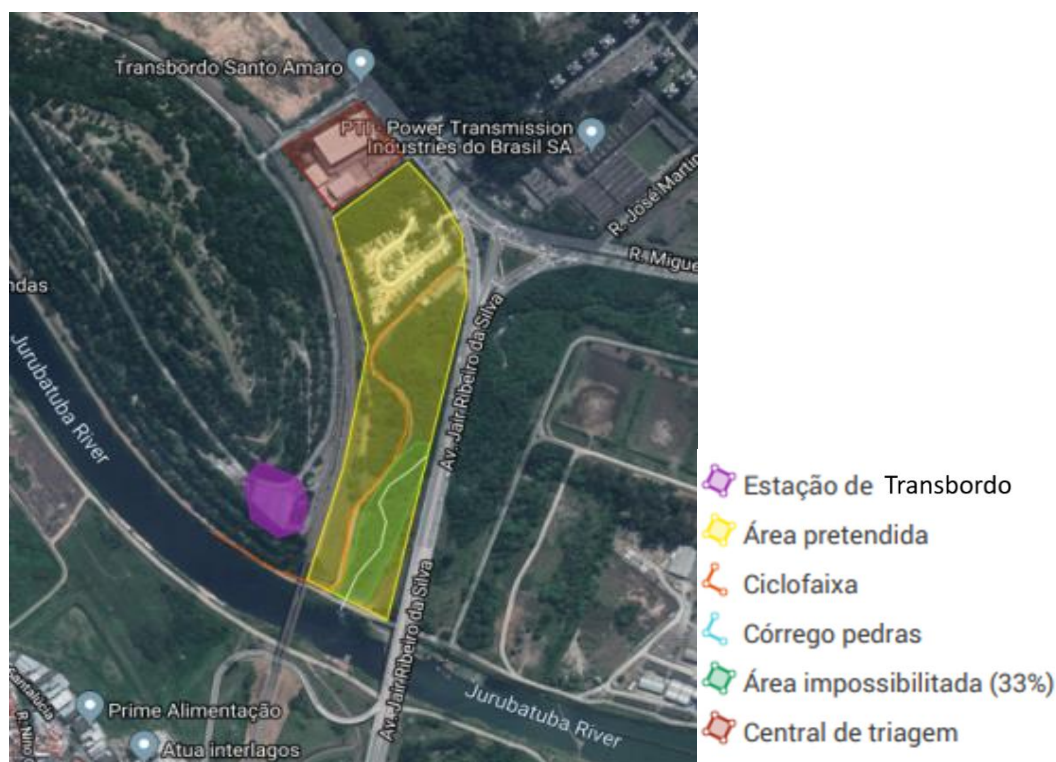 Transbordo Santo Amaro
PTI - Power Transmission
Industries do Brasil SA
R. José Martin
R. Migue
ndas
Jurubatuba River
Av. Jair Ribeiro da Silva
Estação de Transbordo
Área pretendida
Ciclofaixa
Córrego pedras
Área impossibilitada (33%)
Central de triagem
Av. Jair Ribeiro da Silva
Jurubatuba River
Santalúcia
R. Nino
Prime Alimentação
Atua interlagos